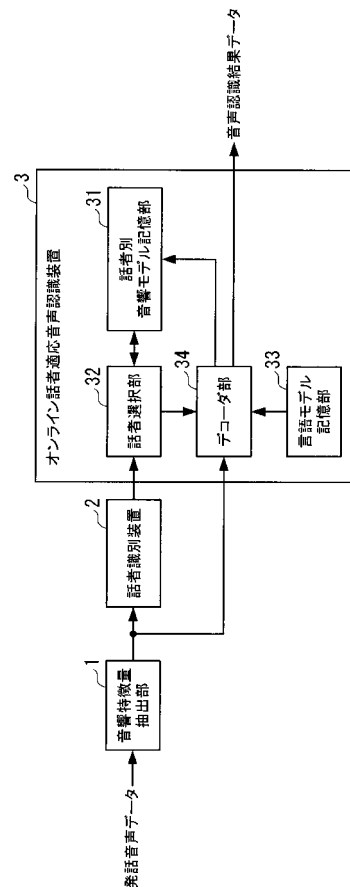 発話音声データ
1
音響特徴量
抽出部
2
話者識別装置
3
オンライン話者適応音声認識装置
32
話者選択部
31
話者別
音響モデル記憶部
34
デコーダ部
33
言語モデル
記憶部
音声認識結果データ